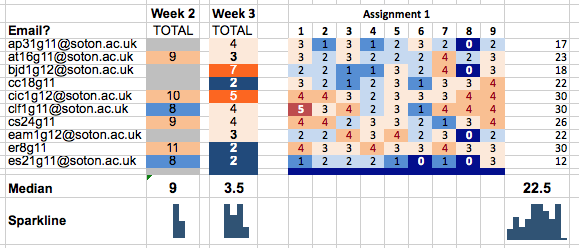 Week 2 Week 3 Assignment 1
Email? TOTAL TOTAL 1 2 3 4 5 6 7 8 9
ap31g11@soton.ac.uk 4 3 1 3 1 2 3 2 0 2 17
at16g11@soton.ac.uk 9 3 3 2 2 2 2 2 4 2 4 23
bjd1g12@soton.ac.uk 7 2 2 1 1 3 2 4 0 3 18
cc18g11 2 2 3 1 2 3 1 3 3 4 22
cic1g12@soton.ac.uk 10 5 4 4 3 2 3 3 3 4 4 30
clf1g11@soton.ac.uk 8 4 5 3 4 2 3 1 4 4 4 30
cs24g11 9 4 4 4 2 3 3 2 4 3 1 26
eam1g12@soton.ac.uk 3 2 2 4 3 4 2 3 0 2 22
er8g11 11 2 4 3 3 3 4 3 3 4 3 30
es21g11@soton.ac.uk 8 2 1 2 2 2 1 0 1 0 3 12
Median 9 3.5 22.5
Sparkline